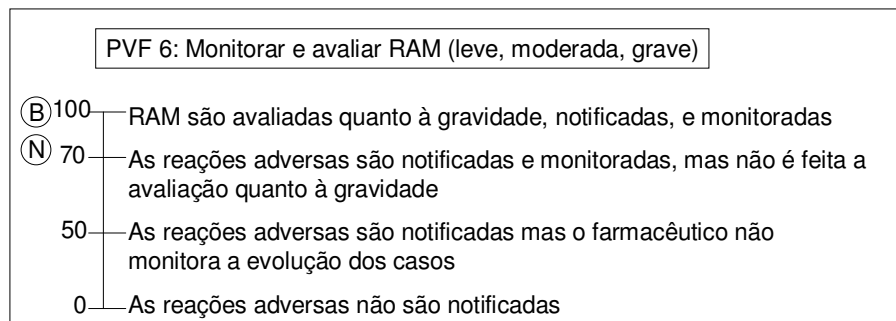 PVF 6: Monitorar e avaliar RAM (leve, moderada, grave)
B 100 RAM são avaliadas quanto à gravidade, notificadas, e monitoradas
N 70 As reações adversas são notificadas e monitoradas, mas não é feita a
avaliação quanto à gravidade
50 As reações adversas são notificadas mas o farmacêutico não
monitora a evolução dos casos
0 As reações adversas não são notificadas